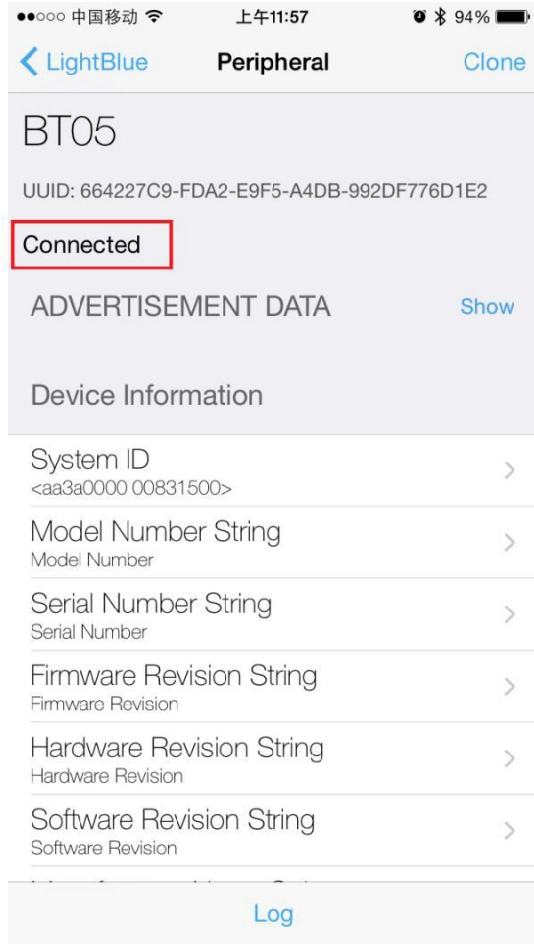 中国移动 上午11:57 94%
LightBlue Peripheral Clone
BT05
UUID: 664227C9-FDA2-E9F5-A4DB-992DF776D1E2
Connected
ADVERTISEMENT DATA Show
Device Information
System ID
<aa3a0000 00831500>
Model Number String
Model Number
Serial Number String
Serial Number
Firmware Revision String
Firmware Revision
Hardware Revision String
Hardware Revision
Software Revision String
Software Revision
Log